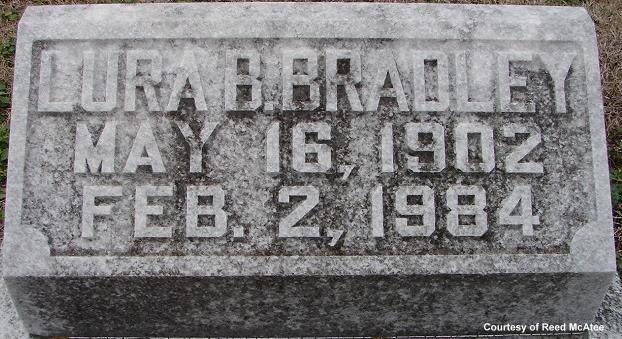 LURA B. BRADLEY
MAY 16, 1902
FEB. 2, 1984
Courtesy of Reed McAtee